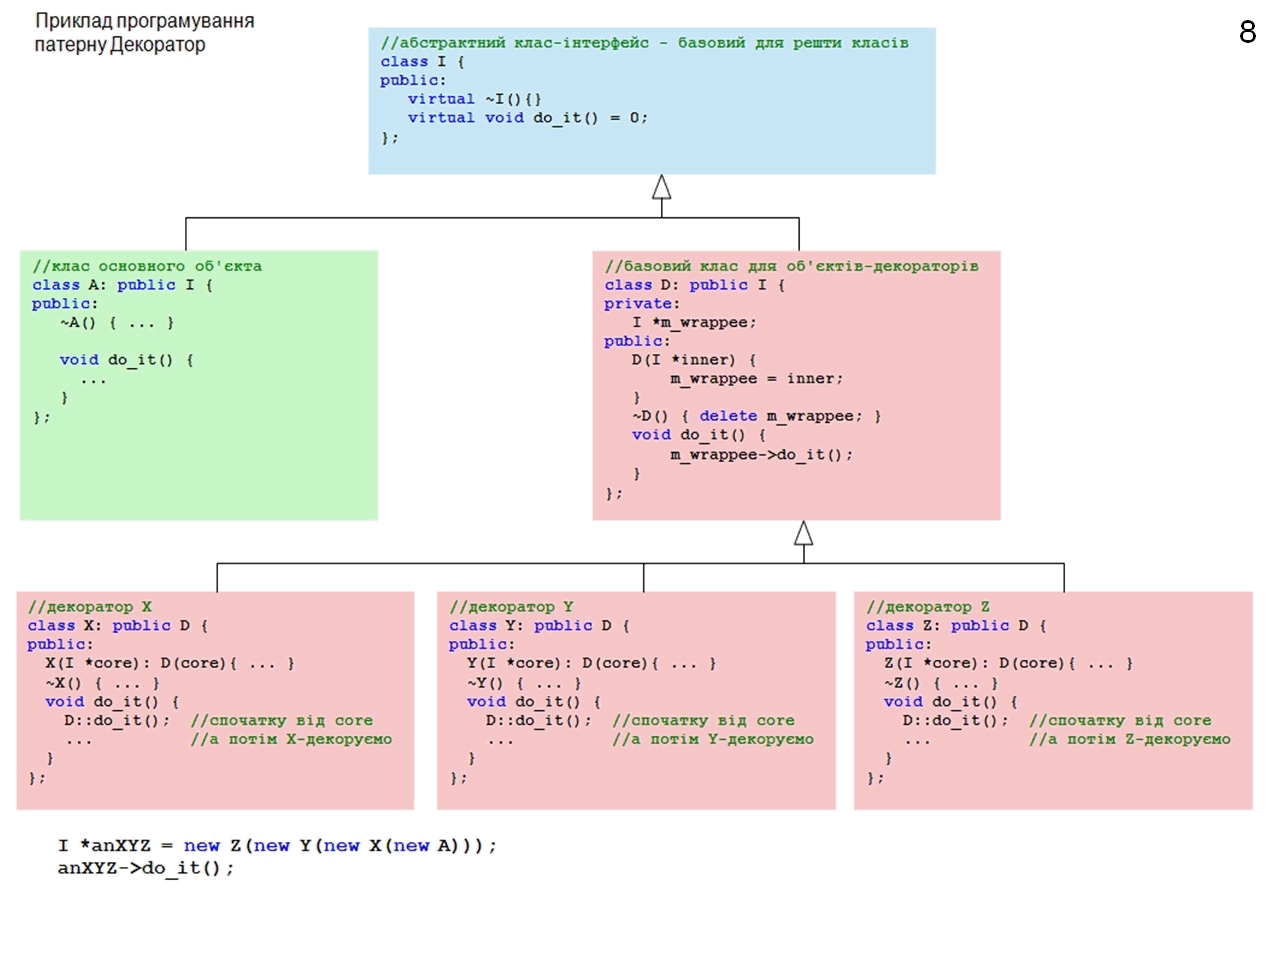 Приклад програмування
патерну Декоратор
8
//абстрактний клас-інтерфейс - базовий для решти класів
class I {
public:
virtual ~I(){}
virtual void do_it() = 0;
};
//клас основного об'єкта
class A: public I {
public:
~A() { ... }
void do_it() {
...
}
};
//базовий клас для об'єктів-декораторів
class D: public I {
private:
I *m_wrappee;
public:
D(I *inner) {
m_wrappee = inner;
}
~D() { delete m_wrappee; }
void do_it() {
m_wrappee->do_it();
}
};
//декоратор X
class X: public D {
public:
X(I *core): D(core){ ... }
~X() { ... }
void do_it() {
D::do_it(); //спочатку від core
... //а потім X-декоруємо
}
};
//декоратор Y
class Y: public D {
public:
Y(I *core): D(core){ ... }
~Y() { ... }
void do_it() {
D::do_it(); //спочатку від core
... //а потім Y-декоруємо
}
};
//декоратор Z
class Z: public D {
public:
Z(I *core): D(core){ ... }
~Z() { ... }
void do_it() {
D::do_it(); //спочатку від core
... //а потім Z-декоруємо
}
};
I *anXYZ = new Z(new Y(new X(new A)));
anXYZ->do_it();